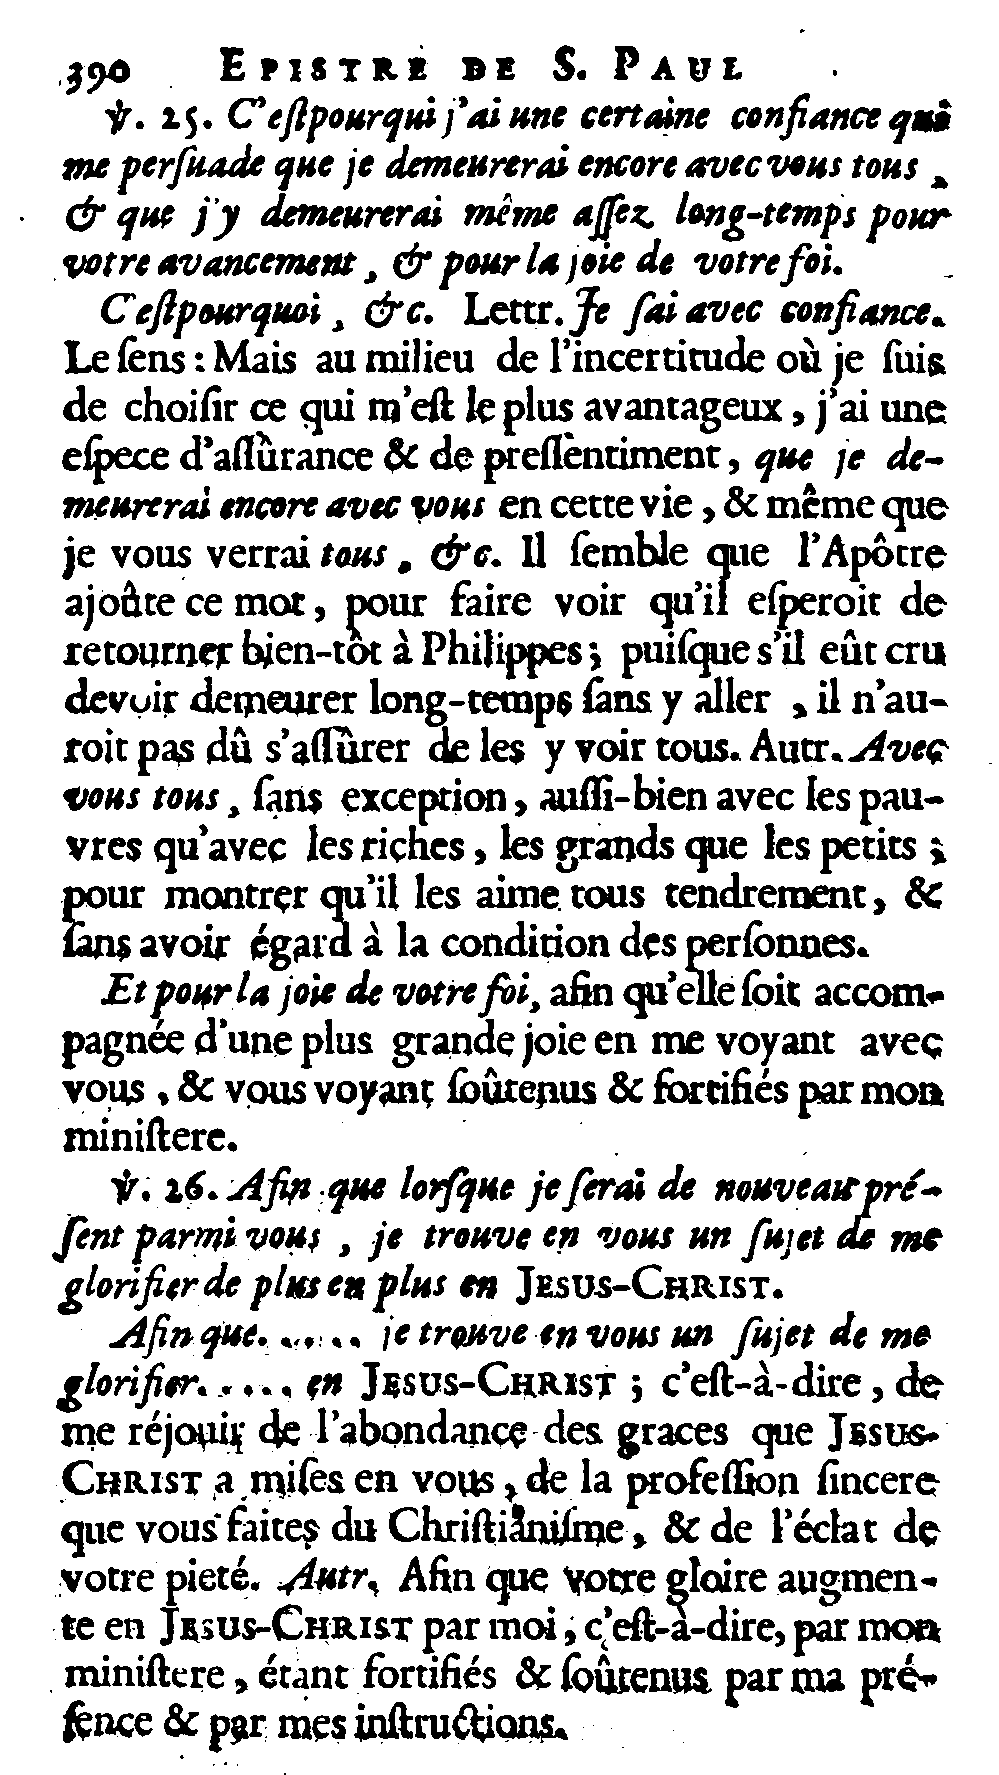 390 EPISTRE DE S. PAUL
℣. 25. C'eſtpourqui j'ai une certaine confiance qui
me perſuade que je demeurerai encore avec vous tous,
& que j'y demeurerai même aſſez long-temps pour
votre avancement, & pour la joie de votre foi.
C'eſtpourquoi, &c. Lettr. Je ſai avec confiance.
Le ſens : Mais au milieu de l'incertitude où je ſuis
de choiſir ce qui m'eſt le plus avantageux, j'ai une
eſpece d'aſſûrance & de preſſentiment, que je de-
meurerai encore avec vous en cette vie, & même que
je vous verrai tous, &c. Il ſemble que l'Apôtre
ajoûte ce mot, pour faire voir qu'il eſperoit de
retourner bien-tôt à Philippes; puiſque s'il eût cru
devoir demeurer long-temps ſans y aller, il n'au-
roit pas dû s'aſſûrer de les y voir tous. Autr. Avec
vous tous, ſans exception, auſſi-bien avec les pau-
vres qu'avec les riches, les grands que les petits;
pour montrer qu'il les aime tous tendrement, &
ſans avoir égard à la condition des perſonnes.
Et pour la joie de votre foi, afin qu'elle ſoit accom-
pagnée d'une plus grande joie en me voyant avec
vous, & vous voyant ſoûtenus & fortifiés par mon
miniſtere.
℣. 26. Afin que lorſque je ſerai de nouveau pré-
ſent parmi vous, je trouve en vous un ſujet de me
glorifier de plus en plus en JESUS-CHRIST.
Afin que...... je trouve en vous un ſujet de me
glorifier..... en JESUS-CHRIST; c'eſt-à-dire, de
me réjouir de l'abondance des graces que JESUS-
CHRIST a miſes en vous, de la profeſſion ſincere
que vous faites du Chriſtianiſme, & de l'éclat de
votre pieté. Autr. Afin que votre gloire augmen-
te en JESUS-CHRIST par moi, c'eſt-à-dire, par mon
miniſtere, étant fortifiés & ſoûtenus par ma pré-
ſence & par mes inſtructions.